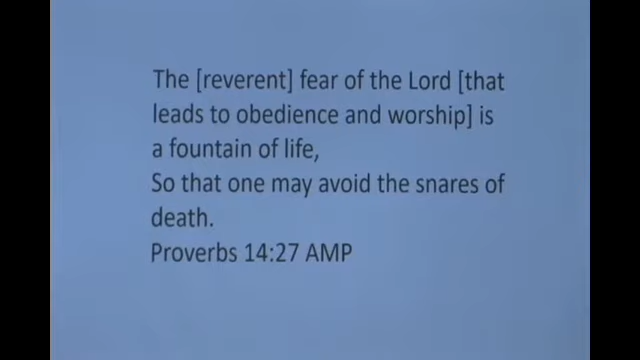 The [reverent] fear of the Lord [that
leads to obedience and worship] is
a fountain of life,
So that one may avoid the snares of
death.
Proverbs 14:27 AMP